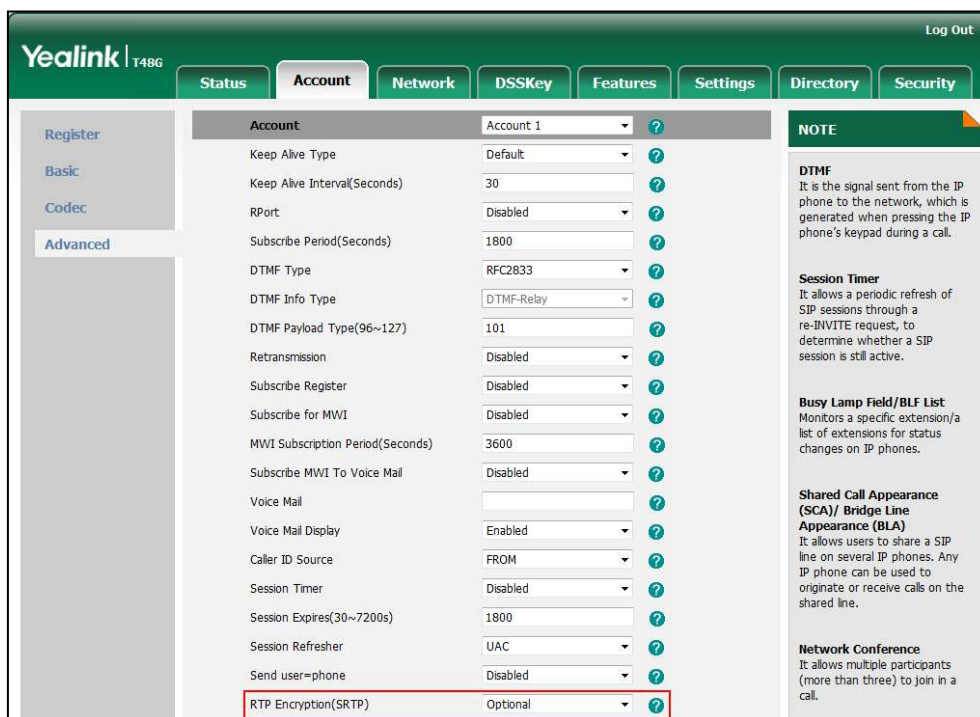 Log Out
Yealink | T48G
Status Account Network DSSKey Features Settings Directory Security
Register
Basic
Codec
Advanced
Account Account 1 ?
Keep Alive Type Default ?
Keep Alive Interval(Seconds) 30 ?
RPort Disabled ?
Subscribe Period(Seconds) 1800 ?
DTMF Type RFC2833 ?
DTMF Info Type DTMF-Relay ?
DTMF Payload Type(96~127) 101 ?
Retransmission Disabled ?
Subscribe Register Disabled ?
Subscribe for MWI Disabled ?
MWI Subscription Period(Seconds) 3600 ?
Subscribe MWI To Voice Mail Disabled ?
Voice Mail ?
Voice Mail Display Enabled ?
Caller ID Source FROM ?
Session Timer Disabled ?
Session Expires(30~7200s) 1800 ?
Session Refresher UAC ?
Send user=phone Disabled ?
RTP Encryption(SRTP) Optional ?
NOTE
DTMF
It is the signal sent from the IP
phone to the network, which is
generated when pressing the IP
phone's keypad during a call.
Session Timer
It allows a periodic refresh of
SIP sessions through a
re-INVITE request, to
determine whether a SIP
session is still active.
Busy Lamp Field/BLF List
Monitors a specific extension/a
list of extensions for status
changes on IP phones.
Shared Call Appearance
(SCA)/ Bridge Line
Appearance (BLA)
It allows users to share a SIP
line on several IP phones. Any
IP phone can be used to
originate or receive calls on the
shared line.
Network Conference
It allows multiple participants
(more than three) to join in a
call.